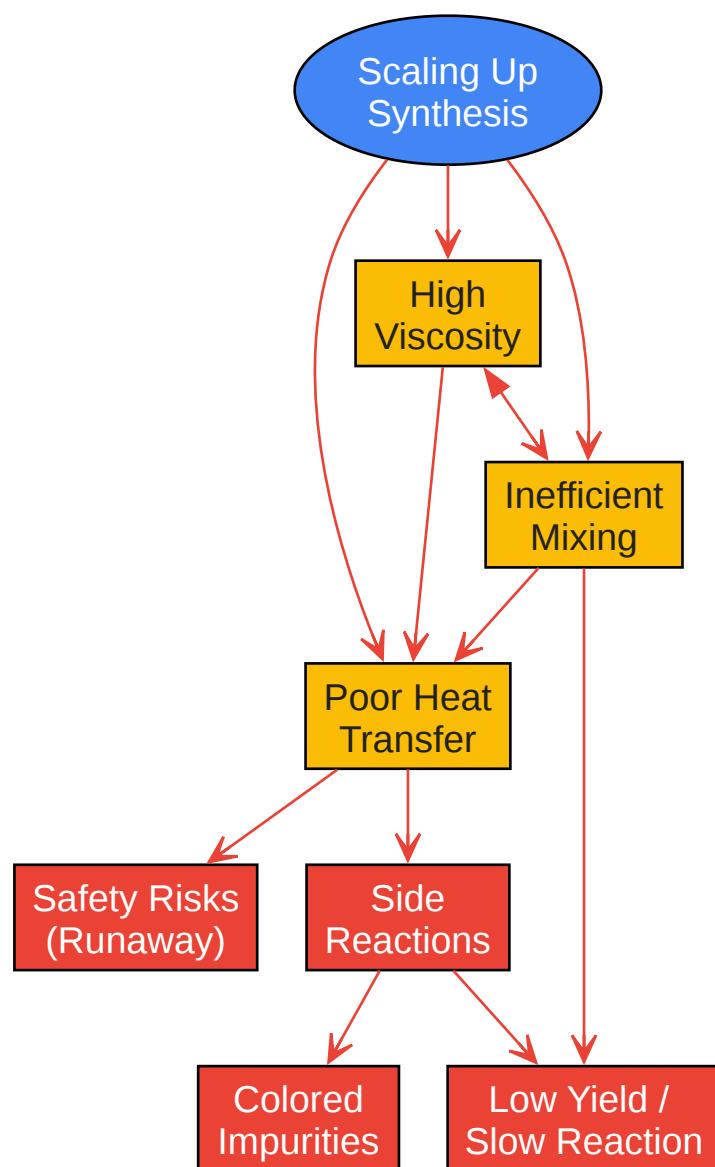 Scaling Up
Synthesis
High
Viscosity
Inefficient
Mixing
Poor Heat
Transfer
Safety Risks
(Runaway)
Side
Reactions
Colored
Impurities
Low Yield /
Slow Reaction